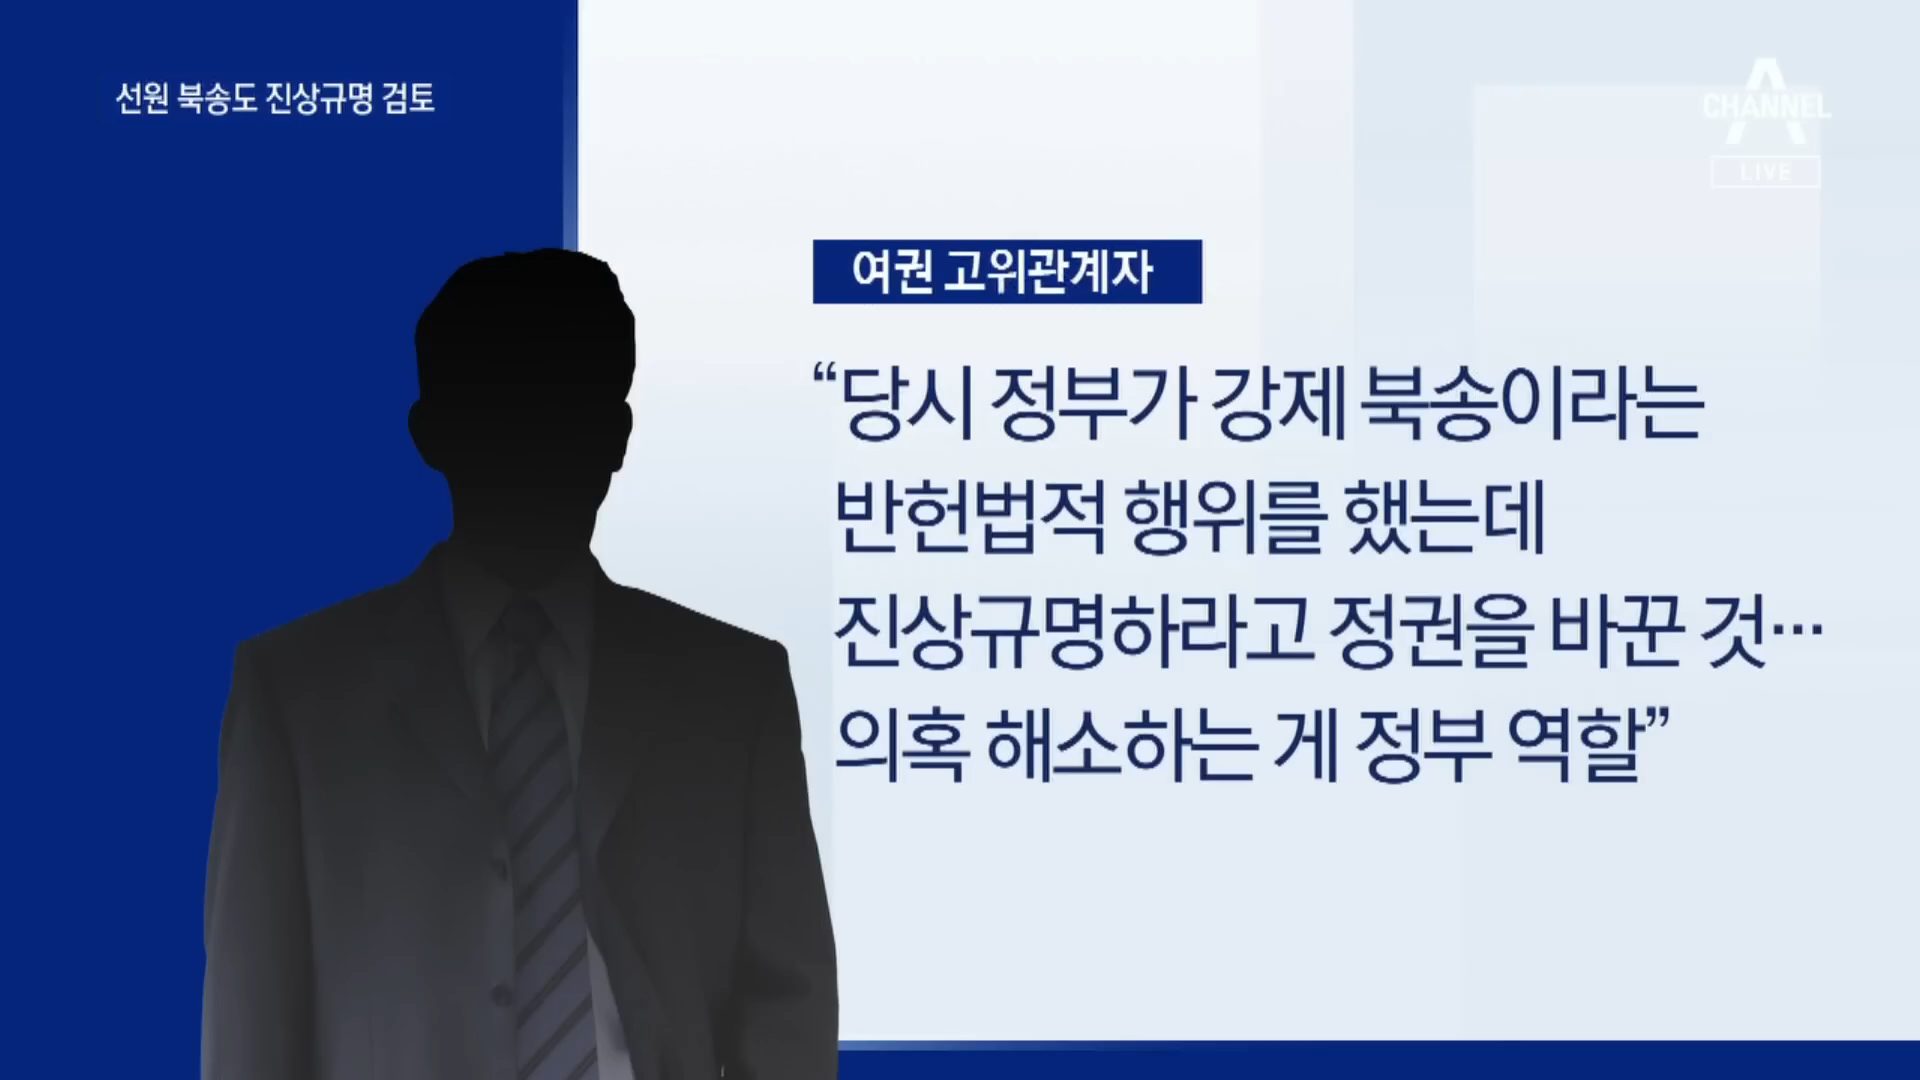 선원 북송도 진상규명 검토
CHANNEL A
LIVE
여권 고위관계자
“당시 정부가 강제 북송이라는
반헌법적 행위를 했는데
진상규명하라고 정권을 바꾼 것…
의혹 해소하는 게 정부 역할”